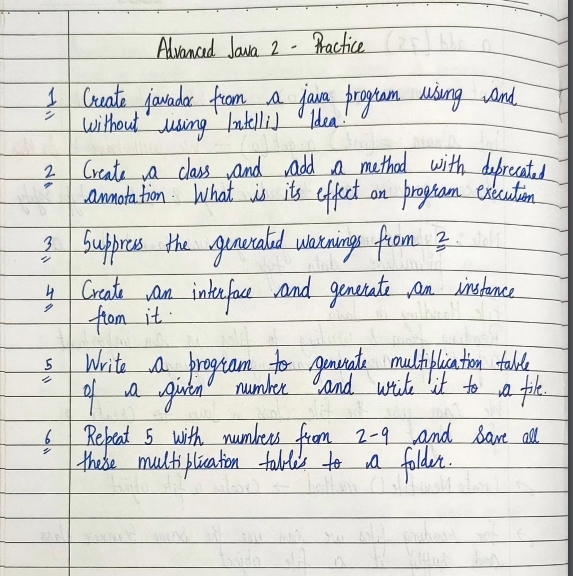 Advanced Java 2 - Practice
1 Create javadoc from a java program using and
without using IntelliJ Idea.
2 Create a class and add a method with deprecated
annotation. What is its effect on program execution
3 Suppress the generated warnings from 2
4 Create an interface and generate an instance
from it.
5 Write a program to generate multiplication table
of a given number and write it to a file.
6 Repeat 5 with numbers from 2-9 and save all
these multiplication tables to a folder.